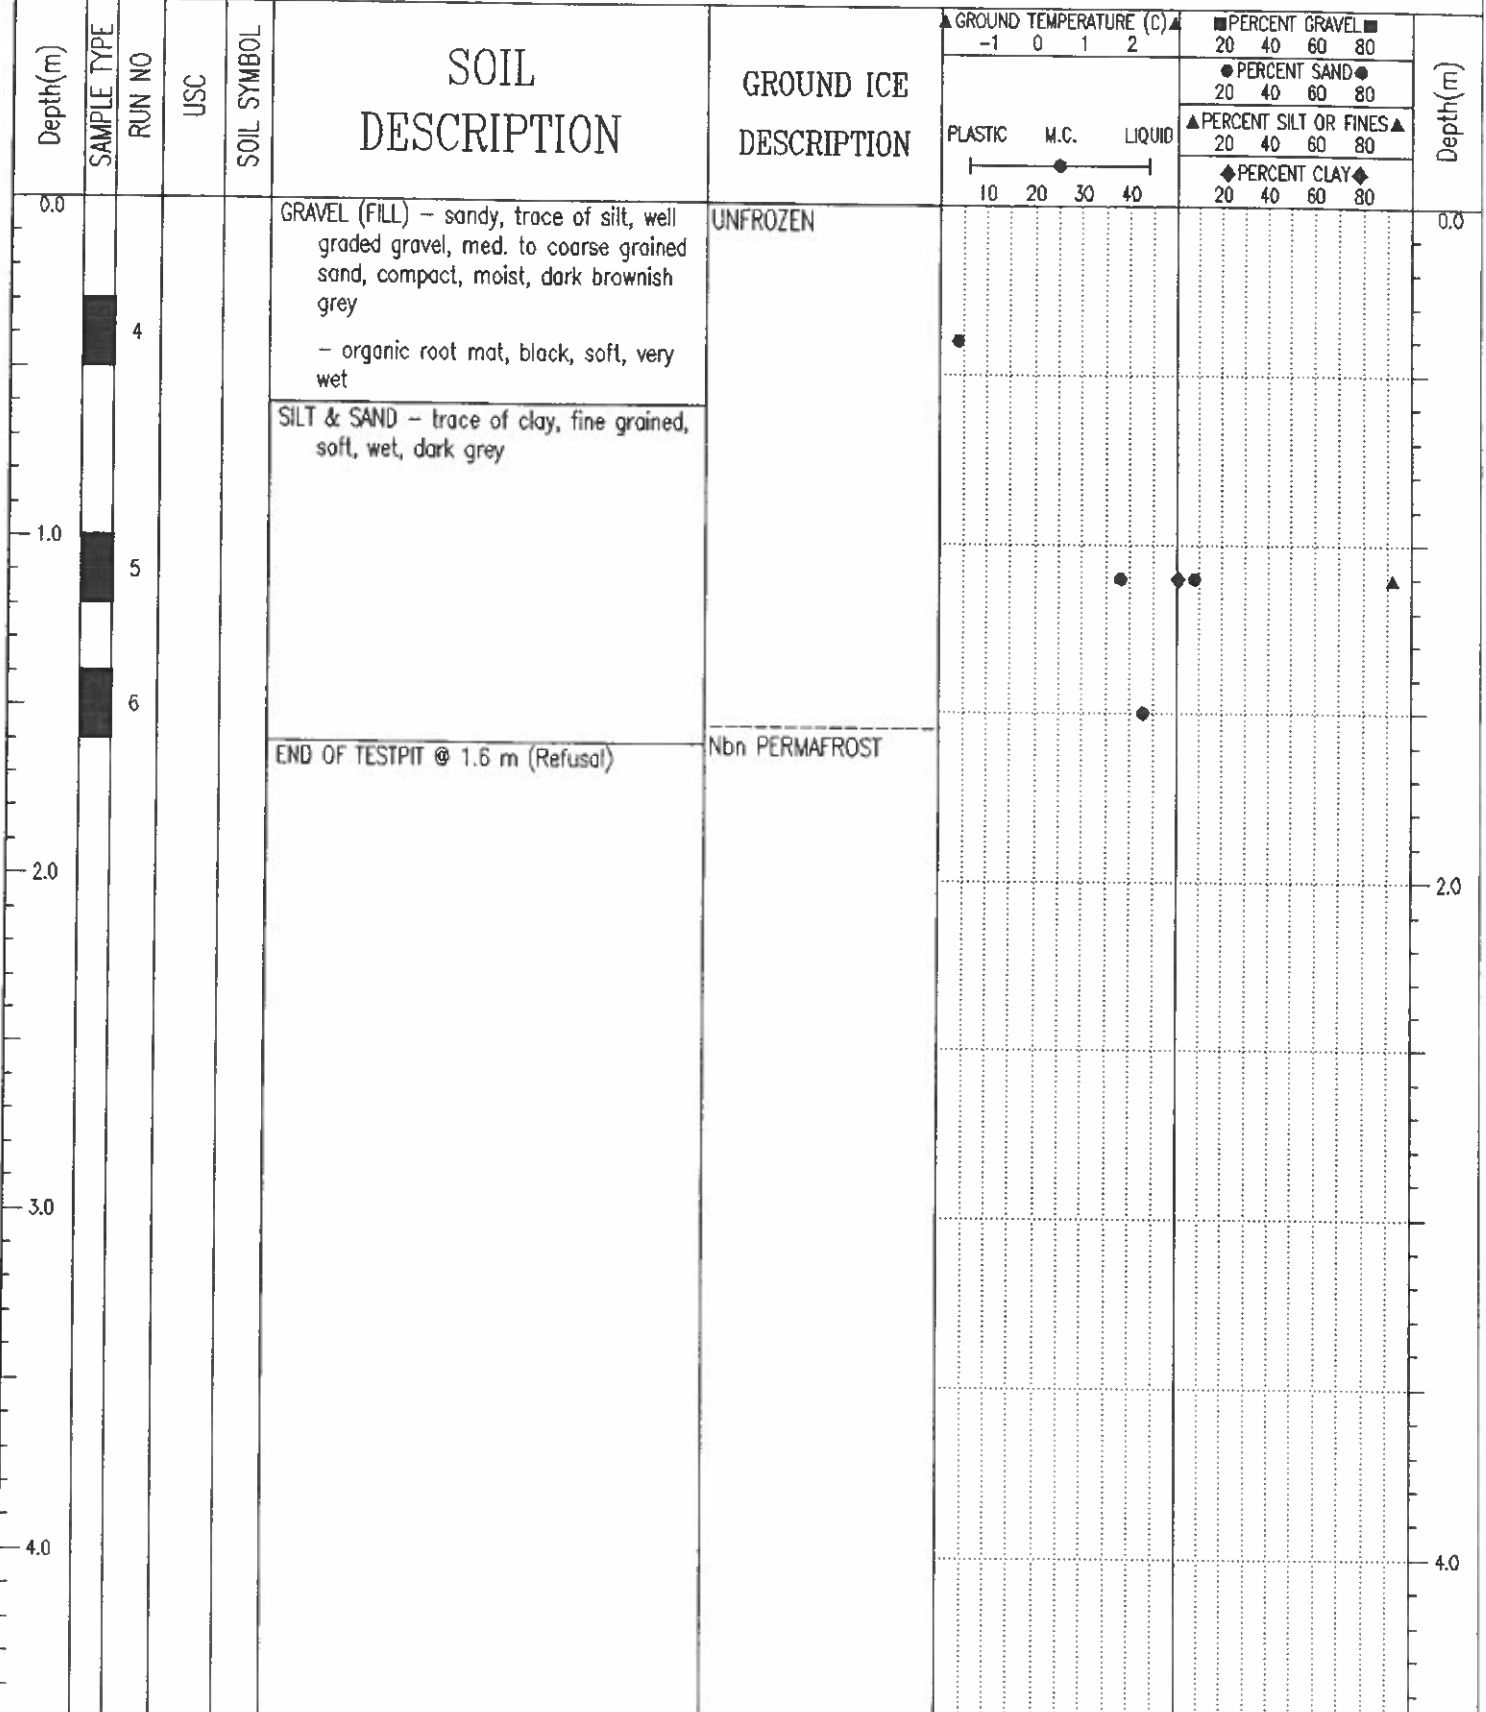 Depth(m)
SAMPLE TYPE
RUN NO
USC
SOIL SYMBOL
SOIL
DESCRIPTION
GROUND ICE
DESCRIPTION
▲GROUND TEMPERATURE (C)▲
-1 0 1 2
PLASTIC M.C. LIQUID
10 20 30 40
■PERCENT GRAVEL■
20 40 60 80
●PERCENT SAND●
20 40 60 80
▲PERCENT SILT OR FINES▲
20 40 60 80
◆PERCENT CLAY◆
20 40 60 80
Depth(m)
0.0
GRAVEL (FILL) – sandy, trace of silt, well
graded gravel, med. to coarse grained
sand, compact, moist, dark brownish
grey
– organic root mat, black, soft, very
wet
UNFROZEN
0.0
4
SILT & SAND – trace of clay, fine grained,
soft, wet, dark grey
1.0
5
6
END OF TESTPIT @ 1.6 m (Refusal)
Nbn PERMAFROST
2.0
2.0
3.0
4.0
4.0